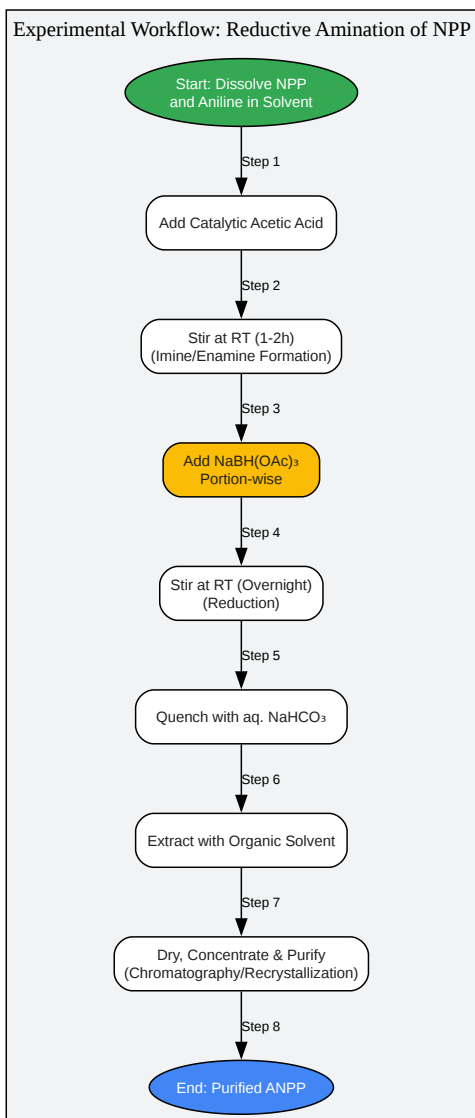 Experimental Workflow: Reductive Amination of NPP
Start: Dissolve NPP
and Aniline in Solvent
Step 1
Add Catalytic Acetic Acid
Step 2
Stir at RT (1-2h)
(Imine/Enamine Formation)
Step 3
Add NaBH(OAc)₃
Portion-wise
Step 4
Stir at RT (Overnight)
(Reduction)
Step 5
Quench with aq. NaHCO₃
Step 6
Extract with Organic Solvent
Step 7
Dry, Concentrate & Purify
(Chromatography/Recrystallization)
Step 8
End: Purified ANPP